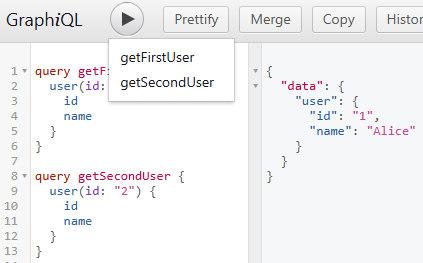 GraphiQL
Prettify
Merge
Copy
Histor
getFirstUser
getSecondUser
1 query getFi
2 user(id:
3 id
4 name
5 }
6 }
7
8 query getSecondUser {
9 user(id: "2") {
10 id
11 name
12 }
13 }
{
"data": {
"user": {
"id": "1",
"name": "Alice"
}
}
}